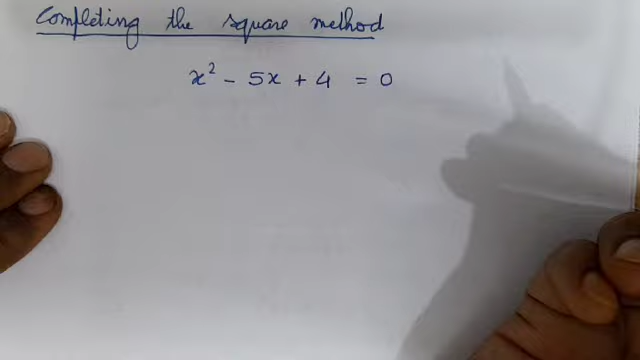 Completing the square method
x² - 5x + 4 = 0